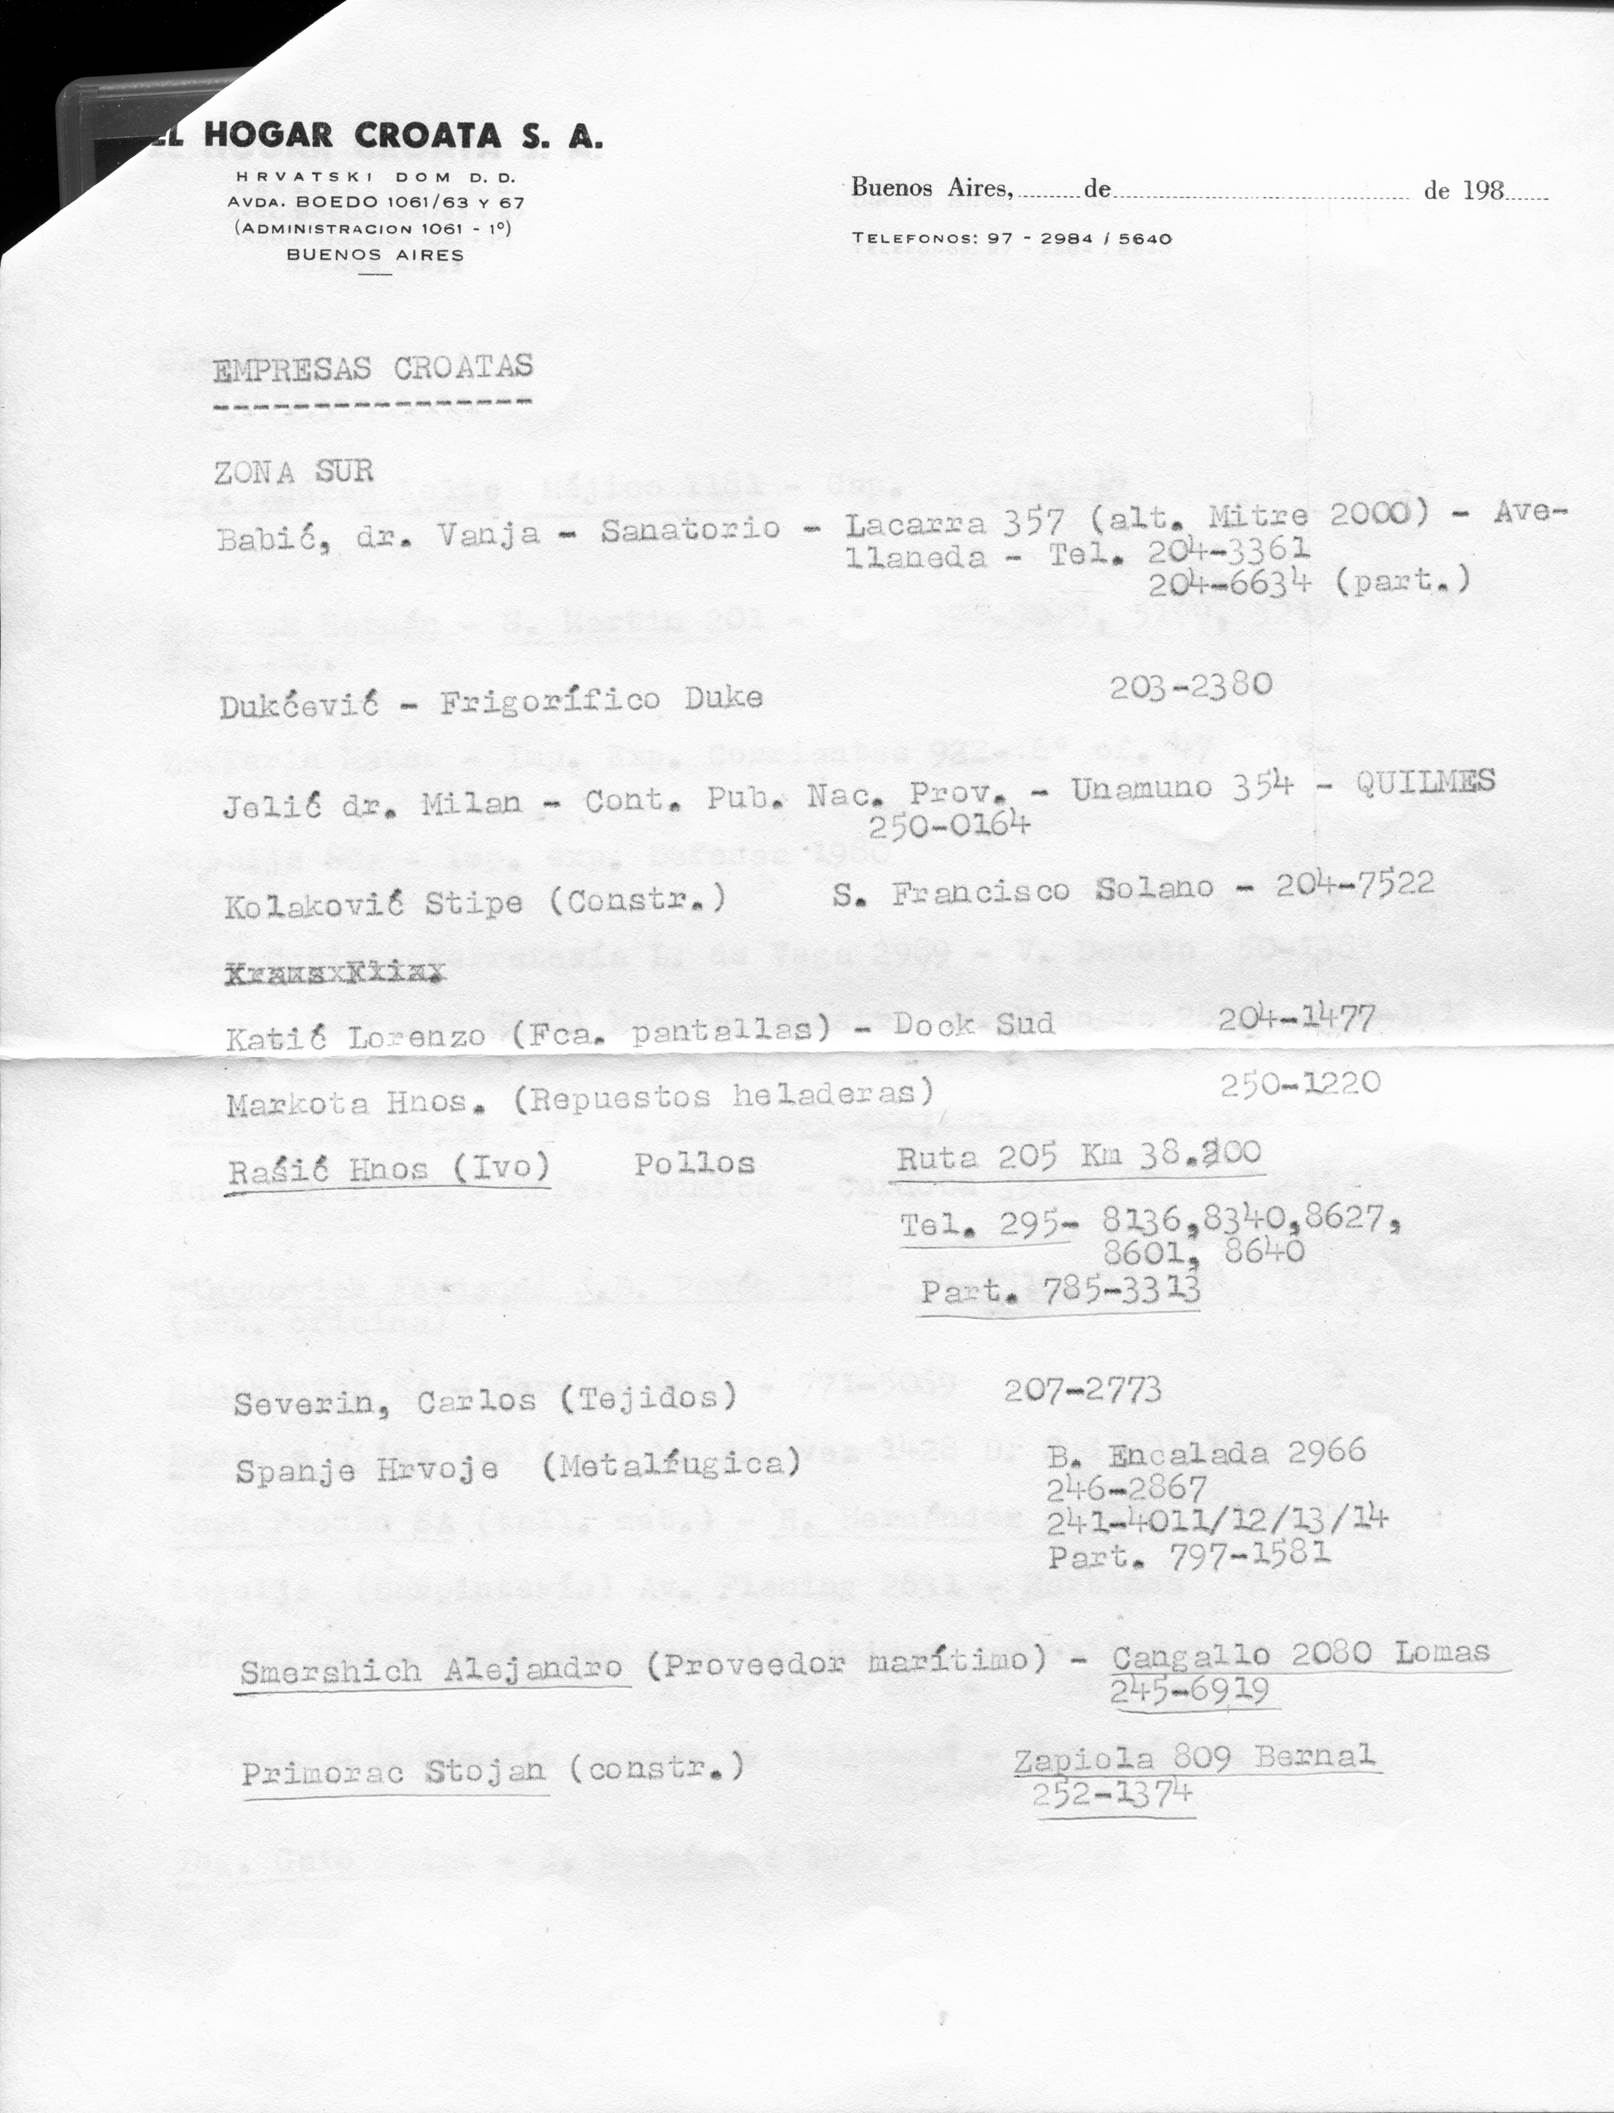 EL HOGAR CROATA S. A.
HRVATSKI DOM D. D.
AVDA. BOEDO 1061/63 Y 67
(ADMINISTRACION 1061 - 1º)
BUENOS AIRES
Buenos Aires, ........ de ........................ de 198......
TELEFONOS: 97 - 2984 / 5640
EMPRESAS CROATAS
----------------
ZONA SUR
Babić, dr. Vanja - Sanatorio - Lacarra 357 (alt. Mitre 2000) - Ave-
llaneda - Tel. 204-3361
204-6634 (part.)
Dukćević - Frigorífico Duke 203-2380
Jelić dr. Milan - Cont. Pub. Nac. Prov. - Unamuno 354 - QUILMES
250-0164
Kolaković Stipe (Constr.) S. Francisco Solano - 204-7522
Katić Lorenzo (Fca. pantallas) - Dock Sud 204-1477
Markota Hnos. (Repuestos heladeras) 250-1220
Raśić Hnos (Ivo) Pollos Ruta 205 Km
Tel. 295- 8136,8340,8627,
8601, 8640
Part. 785-3313
Severin, Carlos (Tejidos) 207-2773
Spanje Hrvoje (Metalfugica) B. Encalada 2966
246-2867
241-4011/12/13/14
Part. 797-1581
Smershich Alejandro (Proveedor marítimo) - Cangallo 2080 Lomas
245-6919
Primorac Stojan (constr.) Zapiola 809 Bernal
252-1374